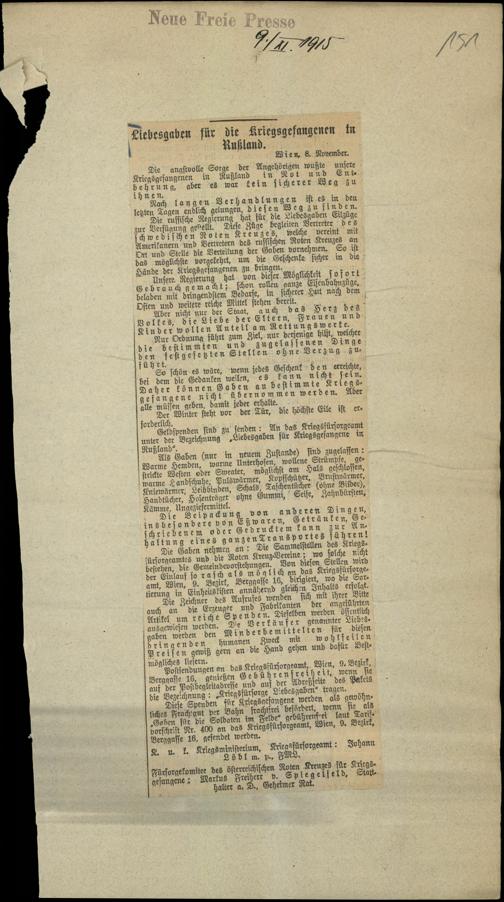 Neue Freie Presse
9./XI. 1915
151
Liebesgaben für die Kriegsgefangenen in
Rußland.
Wien, 8. November.
Die angstvolle Sorge der Angehörigen wußte unsere
Kriegsgefangenen in Rußland in Not und Ent-
behrung, aber es war kein sicherer Weg zu
ihnen.
Nach langen Verhandlungen ist es in den
letzten Tagen endlich gelungen, diesen Weg zu finden.
Die russische Regierung hat für die Liebesgaben Eilzüge
zur Verfügung gestellt. Diese Züge begleiten Vertreter des
schwedischen Roten Kreuzes, welche vereint mit
Amerikanern und Vertretern des russischen Roten Kreuzes an
Ort und Stelle die Verteilung der Gaben vornehmen. So ist
das möglichste vorgekehrt, um die Geschenke sicher in die
Hände der Kriegsgefangenen zu bringen.
Unsere Regierung hat von dieser Möglichkeit sofort
Gebrauch gemacht; schon rollen ganze Eisenbahnzüge,
beladen mit dringendstem Bedarfe, in sicherer Hut nach dem
Osten und weitere reiche Mittel stehen bereit.
Aber nicht nur der Staat, auch das Herz des
Volkes, die Liebe der Eltern, Frauen und
Kinder wollen Anteil am Rettungswerke.
Nur Ordnung führt zum Ziel, nur derjenige hilft, welcher
die bestimmten und zugelassenen Dinge
den festgesetzten Stellen ohne Verzug zu-
führt.
So schön es wäre, wenn jedes Geschenk den erreichte,
bei dem die Gedanken weilen, es kann nicht sein.
Daher können Gaben an bestimmte Kriegs-
gefangene nicht übernommen werden. Aber
alle müssen geben, damit jeder erhalte.
Der Winter steht vor der Tür, die höchste Eile ist er-
forderlich.
Geldspenden sind zu senden: An das Kriegsfürsorgeamt
unter der Bezeichnung „Liebesgaben für Kriegsgefangene in
Rußland“.
Als Gaben (nur in neuem Zustande) sind zugelassen:
Warme Hemden, warme Unterhosen, wollene Strümpfe, ge-
strickte Westen oder Sweater, möglichst am Hals geschlossen,
warme Handschuhe, Pulswärmer, Kopfschützer, Brustwärmer,
Kniewärmer, Leibbinden, Schals, Taschentücher (ohne Bilder),
Handtücher, Hosenträger ohne Gummi, Seife, Zahnbürsten,
Kämme, Ungeziefermittel.
Die Beipackung von anderen Dingen,
insbesondere von Eßwaren, Getränken, Ge-
schriebenem oder Gedrucktem kann zur An-
haltung eines ganzen Transportes führen!
Die Gaben nehmen an: Die Sammelstellen des Kriegs-
fürsorgeamtes und die Roten Kreuz-Vereine; wo solche nicht
bestehen, die Gemeindevorstehungen. Von diesen Stellen wird
der Einlauf so rasch als möglich an das Kriegsfürsorge-
amt, Wien, 9. Bezirk, Berggasse 16, dirigiert, wo die Sor-
tierung in Einheitskisten annähernd gleichen Inhalts erfolgt.
Die Zeichner des Aufrufes wenden sich mit ihrer Bitte
auch an die Erzeuger und Fabrikanten der angeführten
Artikel um reiche Spenden. Dieselben werden öffentlich
ausgewiesen werden. Die Verkäufer genannter Liebes-
gaben werden den Minderbemittelten für diesen
dringenden humanen Zweck mit wohlfeilen
Preisen gewiß gern an die Hand gehen und dafür Best-
mögliches liefern.
Postsendungen an das Kriegsfürsorgeamt, Wien, 9. Bezirk,
Berggasse 16, genießen Gebührenfreiheit, wenn sie
auf der Postbegleitadresse und auf der Adreßseite des Pakets
die Bezeichnung: „Kriegsfürsorge Liebesgaben“ tragen.
Diese Spenden für Kriegsgefangene werden als gewöhn-
liches Frachtgut per Bahn frachtfrei befördert, wenn sie als
„Gaben für die Soldaten im Felde“ gebührenfrei laut Tarif-
vorschrift Nr. 400 an das Kriegsfürsorgeamt, Wien, 9. Bezirk,
Berggasse 16, gesendet werden.
K. u. k. Kriegsministerium, Kriegsfürsorgeamt: Johann
Löbl m. p., FML.
Fürsorgekomitee des österreichischen Roten Kreuzes für Kriegs-
gefangene: Markus Freiherr v. Spiegelfeld, Statt-
halter a. D., Geheimer Rat.